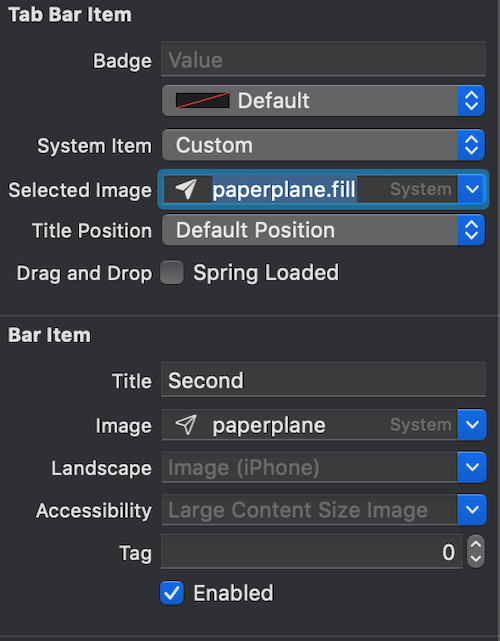 Tab Bar Item
Badge Value
Default
System Item Custom
Selected Image paperplane.fill System
Title Position Default Position
Drag and Drop Spring Loaded
Bar Item
Title Second
Image paperplane System
Landscape Image (iPhone)
Accessibility Large Content Size Image
Tag 0
Enabled